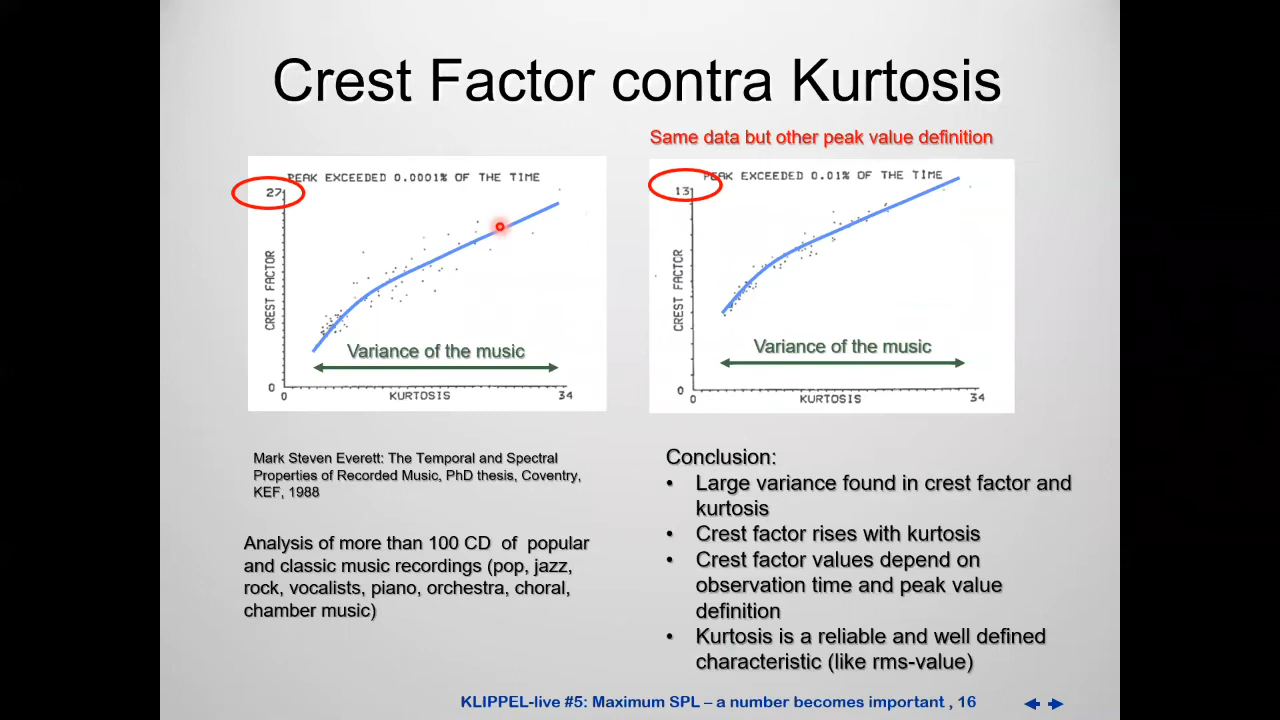 Crest Factor contra Kurtosis
Same data but other peak value definition
PEAK EXCEEDED 0.0001% OF THE TIME
27
CREST FACTOR
Variance of the music
0
0
KURTOSIS
34
PEAK EXCEEDED 0.01% OF THE TIME
13
CREST FACTOR
Variance of the music
0
0
KURTOSIS
34
Mark Steven Everett: The Temporal and Spectral
Properties of Recorded Music, PhD thesis, Coventry,
KEF, 1988
Analysis of more than 100 CD of popular
and classic music recordings (pop, jazz,
rock, vocalists, piano, orchestra, choral,
chamber music)
Conclusion:
• Large variance found in crest factor and
kurtosis
• Crest factor rises with kurtosis
• Crest factor values depend on
observation time and peak value
definition
• Kurtosis is a reliable and well defined
characteristic (like rms-value)
KLIPPEL-live #5: Maximum SPL – a number becomes important , 16